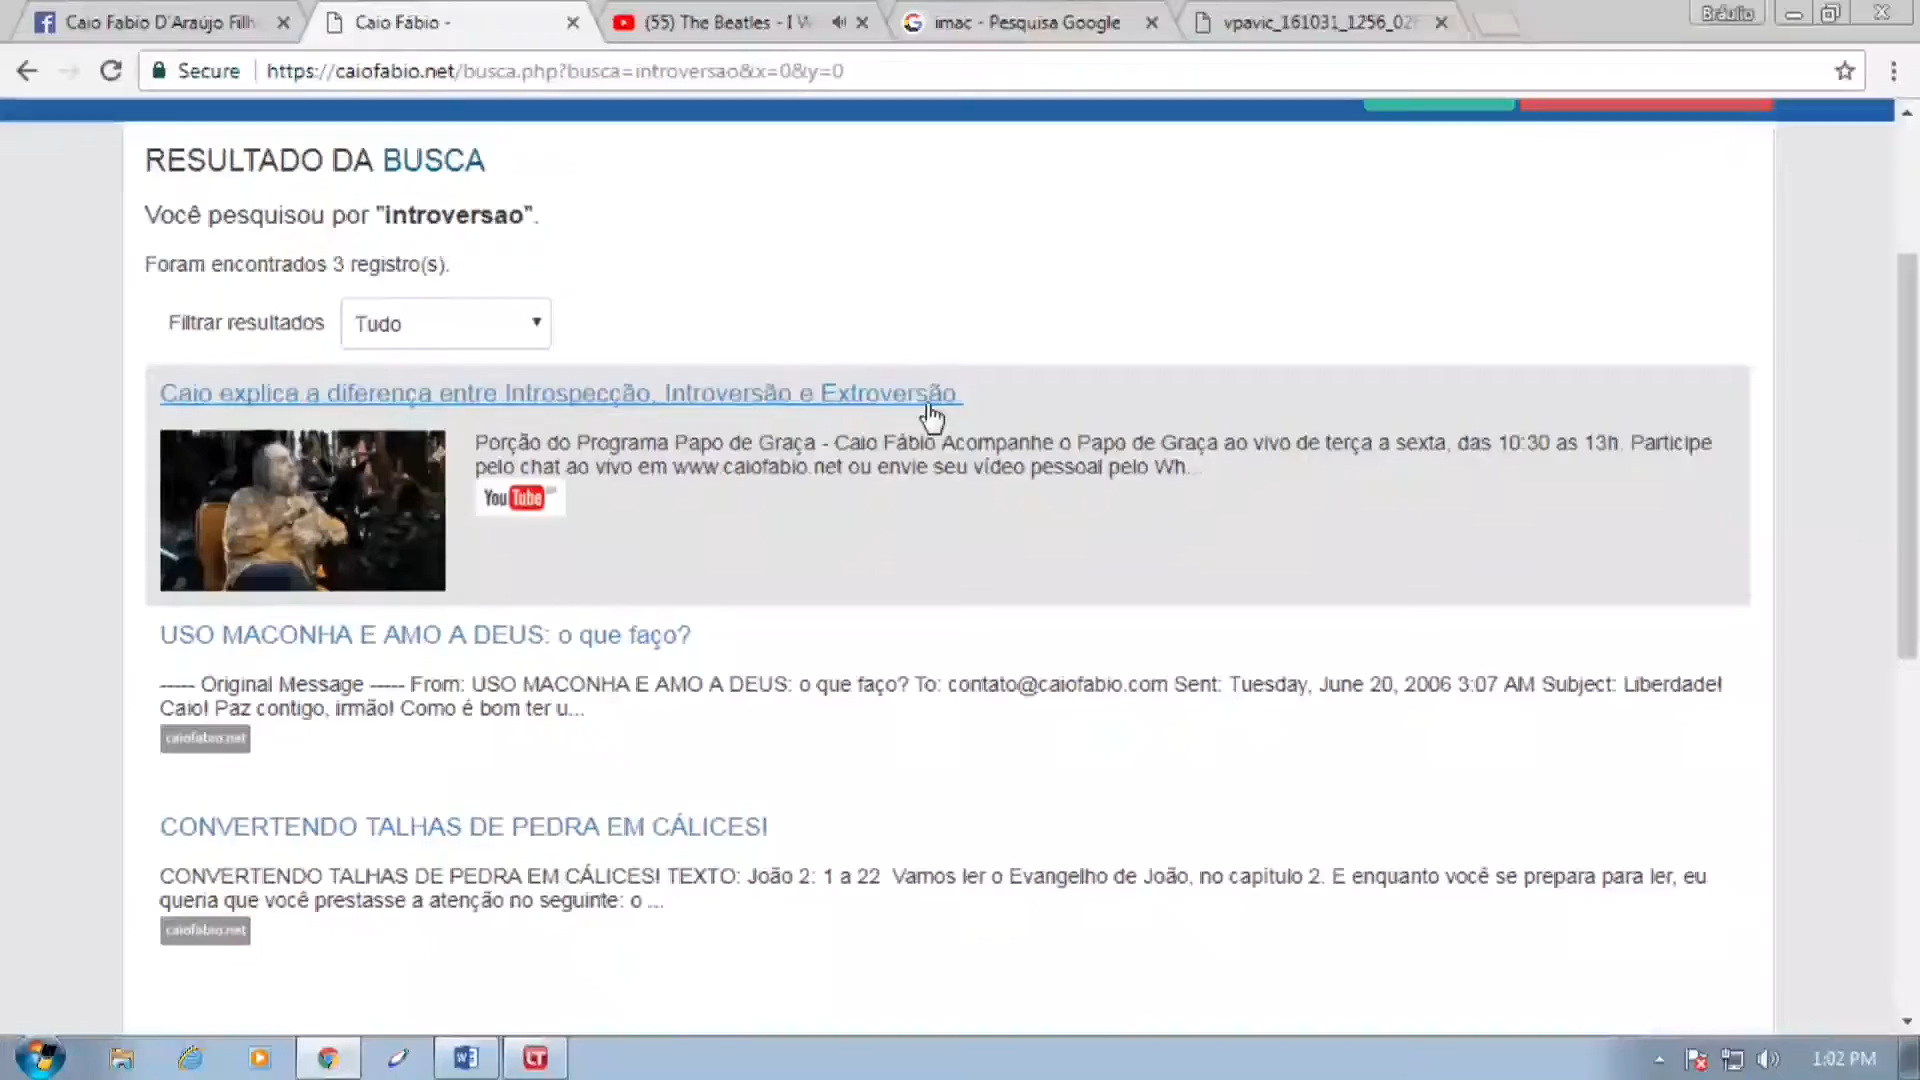 Caio Fabio D'Araújo Filh
Caio Fábio -
(55) The Beatles - I W
imac - Pesquisa Google
vpavic_161031_1256_02
Bráulio
Secure
https://caiofabio.net/busca.php?busca=introversao&x=0&y=0
RESULTADO DA BUSCA
Você pesquisou por "introversao".
Foram encontrados 3 registro(s).
Filtrar resultados
Tudo
Caio explica a diferença entre Introspecção, Introversão e Extroversão
Porção do Programa Papo de Graça - Caio Fábio Acompanhe o Papo de Graça ao vivo de terça a sexta, das 10:30 as 13h. Participe
pelo chat ao vivo em www.caiofabio.net ou envie seu vídeo pessoal pelo Wh...
YouTube
USO MACONHA E AMO A DEUS: o que faço?
----- Original Message ----- From: USO MACONHA E AMO A DEUS: o que faço? To: contato@caiofabio.com Sent: Tuesday, June 20, 2006 3:07 AM Subject: Liberdade!
Caio! Paz contigo, irmão! Como é bom ter u...
caiofabio.net
CONVERTENDO TALHAS DE PEDRA EM CÁLICES!
CONVERTENDO TALHAS DE PEDRA EM CÁLICES! TEXTO: João 2: 1 a 22 Vamos ler o Evangelho de João, no capitulo 2. E enquanto você se prepara para ler, eu
queria que você prestasse a atenção no seguinte: o ...
caiofabio.net
1:02 PM